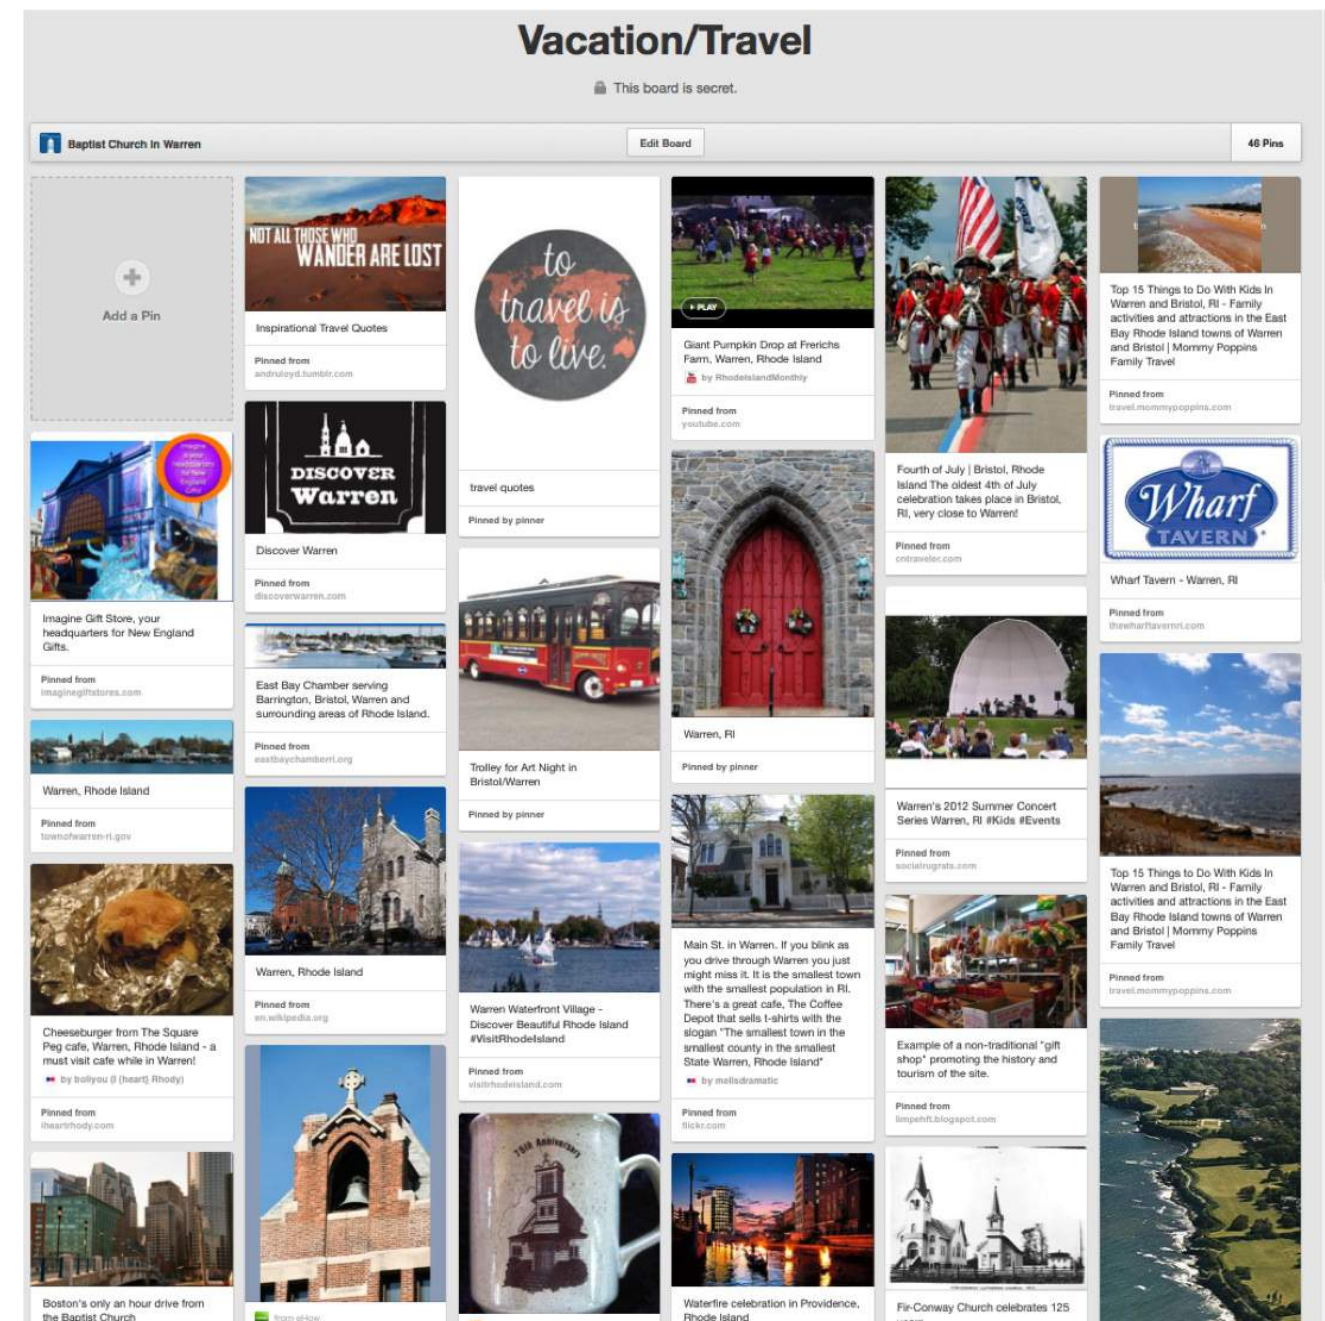 Vacation/Travel
This board is secret.
Baptist Church in Warren
Edit Board
46 Pins
Add a Pin
imagine
is your
headquarters
for New
England
Gifts
Imagine Gift Store, your
headquarters for New England
Gifts.
Pinned from
imaginegiftstores.com
Warren, Rhode Island
Pinned from
townofwarren-ri.gov
Cheeseburger from The Square
Peg cafe, Warren, Rhode Island - a
must visit cafe while in Warren!
by boliyou (I {heart} Rhody)
Pinned from
iheartrhody.com
Boston's only an hour drive from
the Baptist Church
NOT ALL THOSE WHO
WANDER ARE LOST
Inspirational Travel Quotes
Pinned from
andruloyd.tumblr.com
DISCOVER
Warren
Discover Warren
Pinned from
discoverwarren.com
East Bay Chamber serving
Barrington, Bristol, Warren and
surrounding areas of Rhode Island.
Pinned from
eastbaychamberri.org
Warren, Rhode Island
Pinned from
en.wikipedia.org
from eHow
to
travel is
to live.
travel quotes
Pinned by pinner
Trolley for Art Night in
Bristol/Warren
Pinned by pinner
Warren Waterfront Village -
Discover Beautiful Rhode Island
#VisitRhodeIsland
Pinned from
visitrhodeisland.com
75th Anniversary
PLAY
Giant Pumpkin Drop at Frerichs
Farm, Warren, Rhode Island
by RhodeIslandMonthly
Pinned from
youtube.com
Warren, RI
Pinned by pinner
Main St. in Warren. If you blink as
you drive through Warren you just
might miss it. It is the smallest town
with the smallest population in RI.
There's a great cafe, The Coffee
Depot that sells t-shirts with the
slogan "The smallest town in the
smallest county in the smallest
State Warren, Rhode Island"
by melisdramatic
Pinned from
flickr.com
Waterfire celebration in Providence,
Rhode Island
Fourth of July | Bristol, Rhode
Island The oldest 4th of July
celebration takes place in Bristol,
RI, very close to Warren!
Pinned from
cntraveler.com
Warren's 2012 Summer Concert
Series Warren, RI #Kids #Events
Pinned from
socialrugrats.com
Example of a non-traditional "gift
shop" promoting the history and
tourism of the site.
Pinned from
limpehft.blogspot.com
Fir-Conway Church celebrates 125
Top 15 Things to Do With Kids In
Warren and Bristol, RI - Family
activities and attractions in the East
Bay Rhode Island towns of Warren
and Bristol | Mommy Poppins
Family Travel
Pinned from
travel.mommypoppins.com
Wharf
TAVERN
Wharf Tavern - Warren, RI
Pinned from
thewharftavernri.com
Top 15 Things to Do With Kids In
Warren and Bristol, RI - Family
activities and attractions in the East
Bay Rhode Island towns of Warren
and Bristol | Mommy Poppins
Family Travel
Pinned from
travel.mommypoppins.com